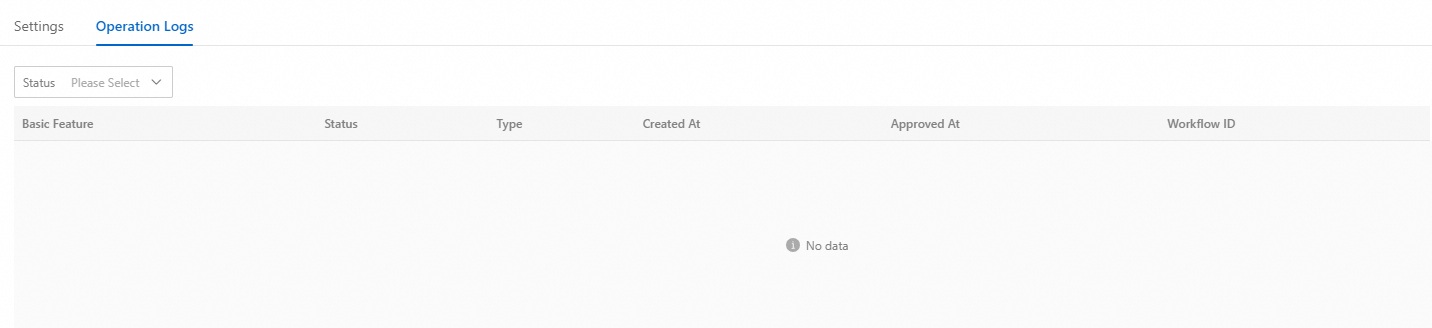 Settings Operation Logs
Status Please Select
Basic Feature Status Type Created At Approved At Workflow ID
No data